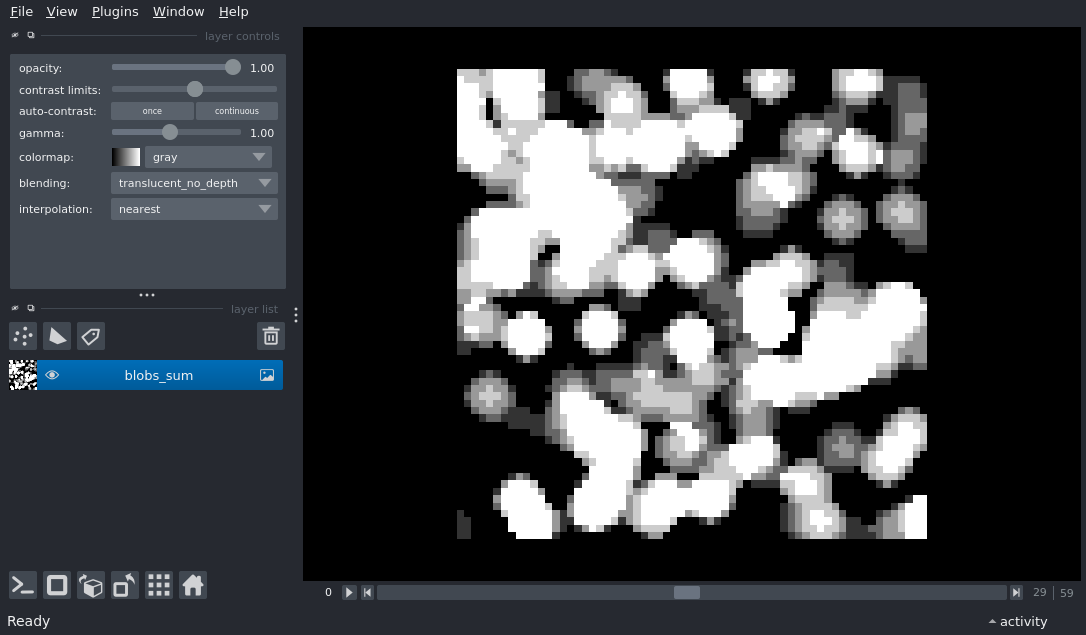 File View Plugins Window Help
layer controls
opacity: 1.00
contrast limits:
auto-contrast: once continuous
gamma: 1.00
colormap: gray
blending: translucent_no_depth
interpolation: nearest
layer list
blobs_sum
0 29 59
Ready activity